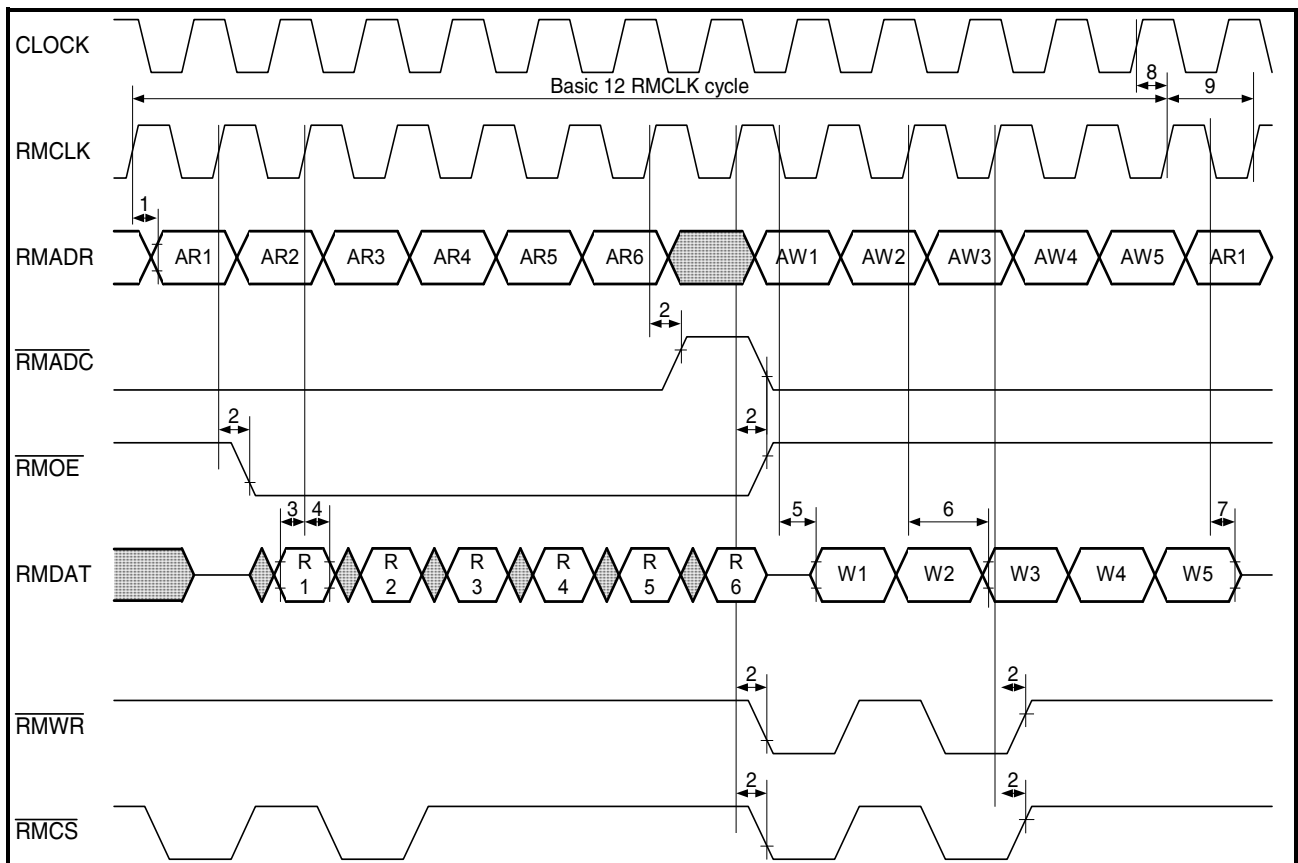 CLOCK
8
Basic 12 RMCLK cycle
9
RMCLK
1
RMADR
AR1 AR2 AR3 AR4 AR5 AR6 AW1 AW2 AW3 AW4 AW5 AR1
2
RMADC
2
2
RMOE
3 4 5 6 7
RMDAT
R 1
R 2
R 3
R 4
R 5
R 6
W1 W2 W3 W4 W5
2
2
RMWR
2
2
RMCS